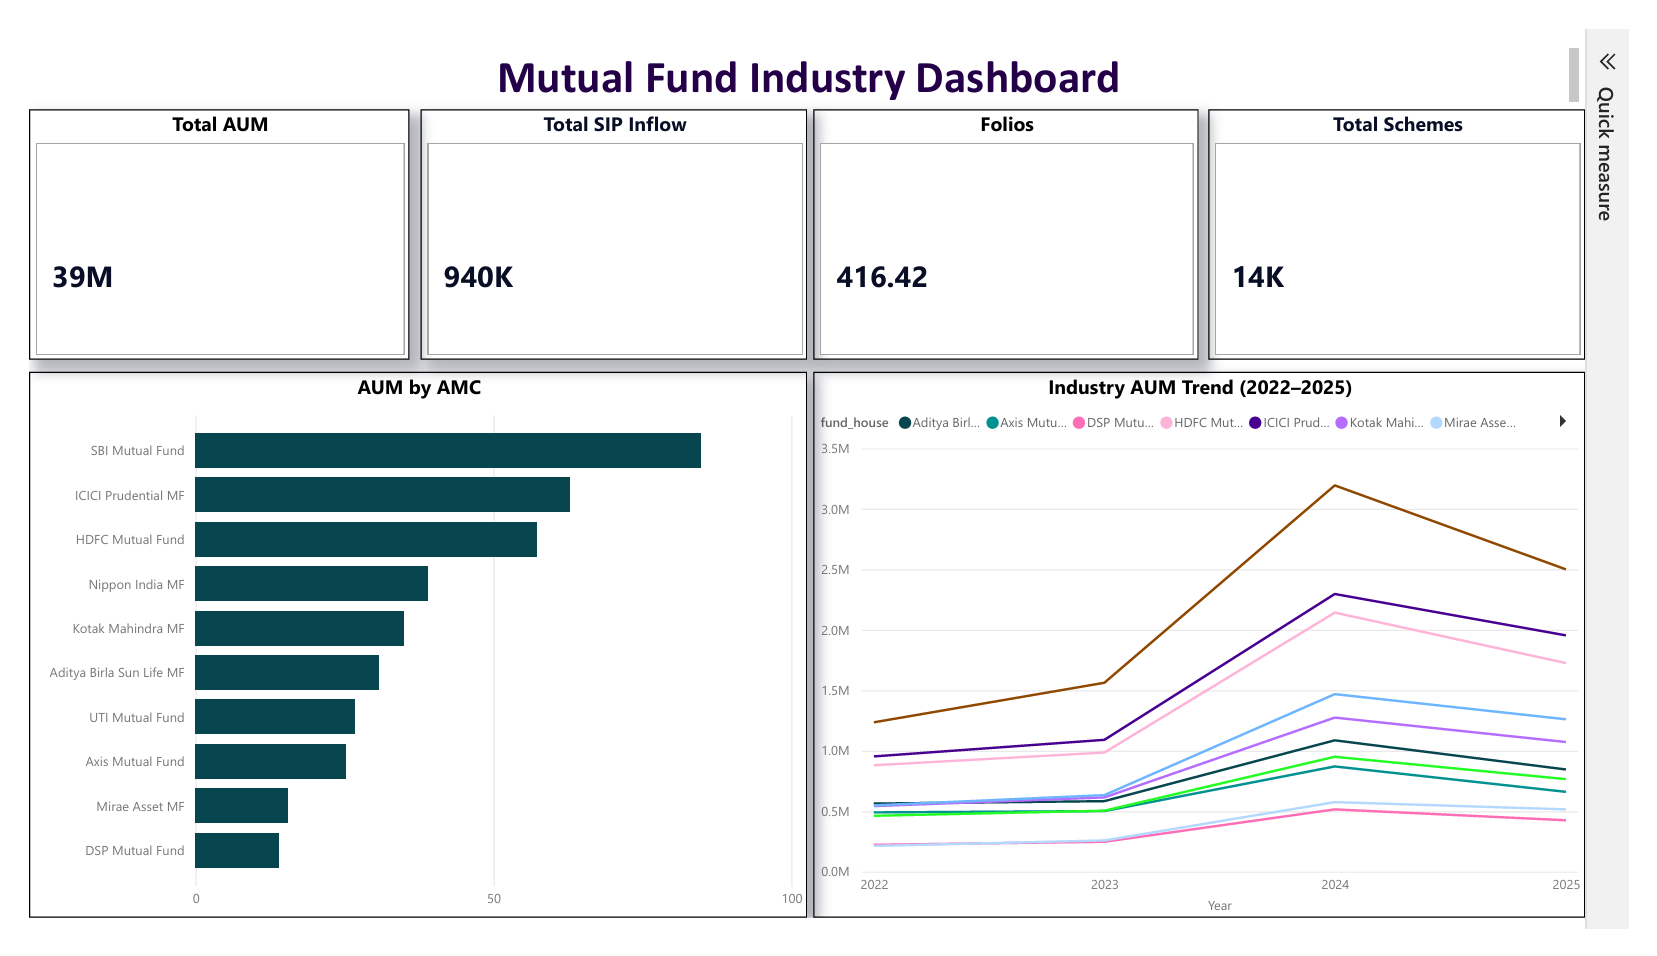 Mutual Fund Industry Dashboard
Quick measure
Total AUM
39M
Total SIP Inflow
940K
Folios
416.42
Total Schemes
14K
AUM by AMC
SBI Mutual Fund
ICICI Prudential MF
HDFC Mutual Fund
Nippon India MF
Kotak Mahindra MF
Aditya Birla Sun Life MF
UTI Mutual Fund
Axis Mutual Fund
Mirae Asset MF
DSP Mutual Fund
0 50 100
Industry AUM Trend (2022–2025)
fund_house Aditya Birl... Axis Mutu... DSP Mutu... HDFC Mut... ICICI Prud... Kotak Mahi... Mirae Asse...
3.5M
3.0M
2.5M
2.0M
1.5M
1.0M
0.5M
0.0M
2022 2023 2024 2025
Year